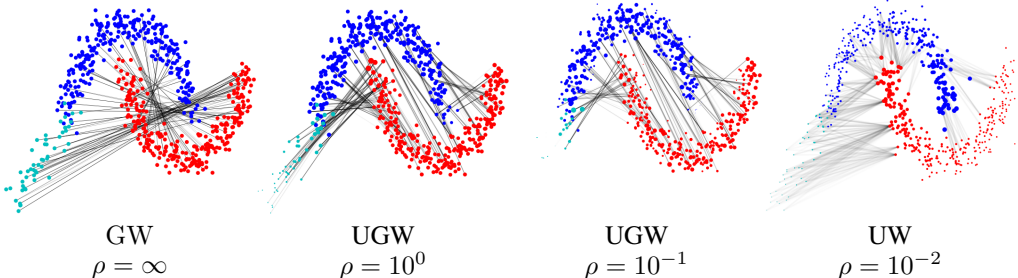 GW UGW UGW UW
ρ = ∞ ρ = 10⁰ ρ = 10⁻¹ ρ = 10⁻²